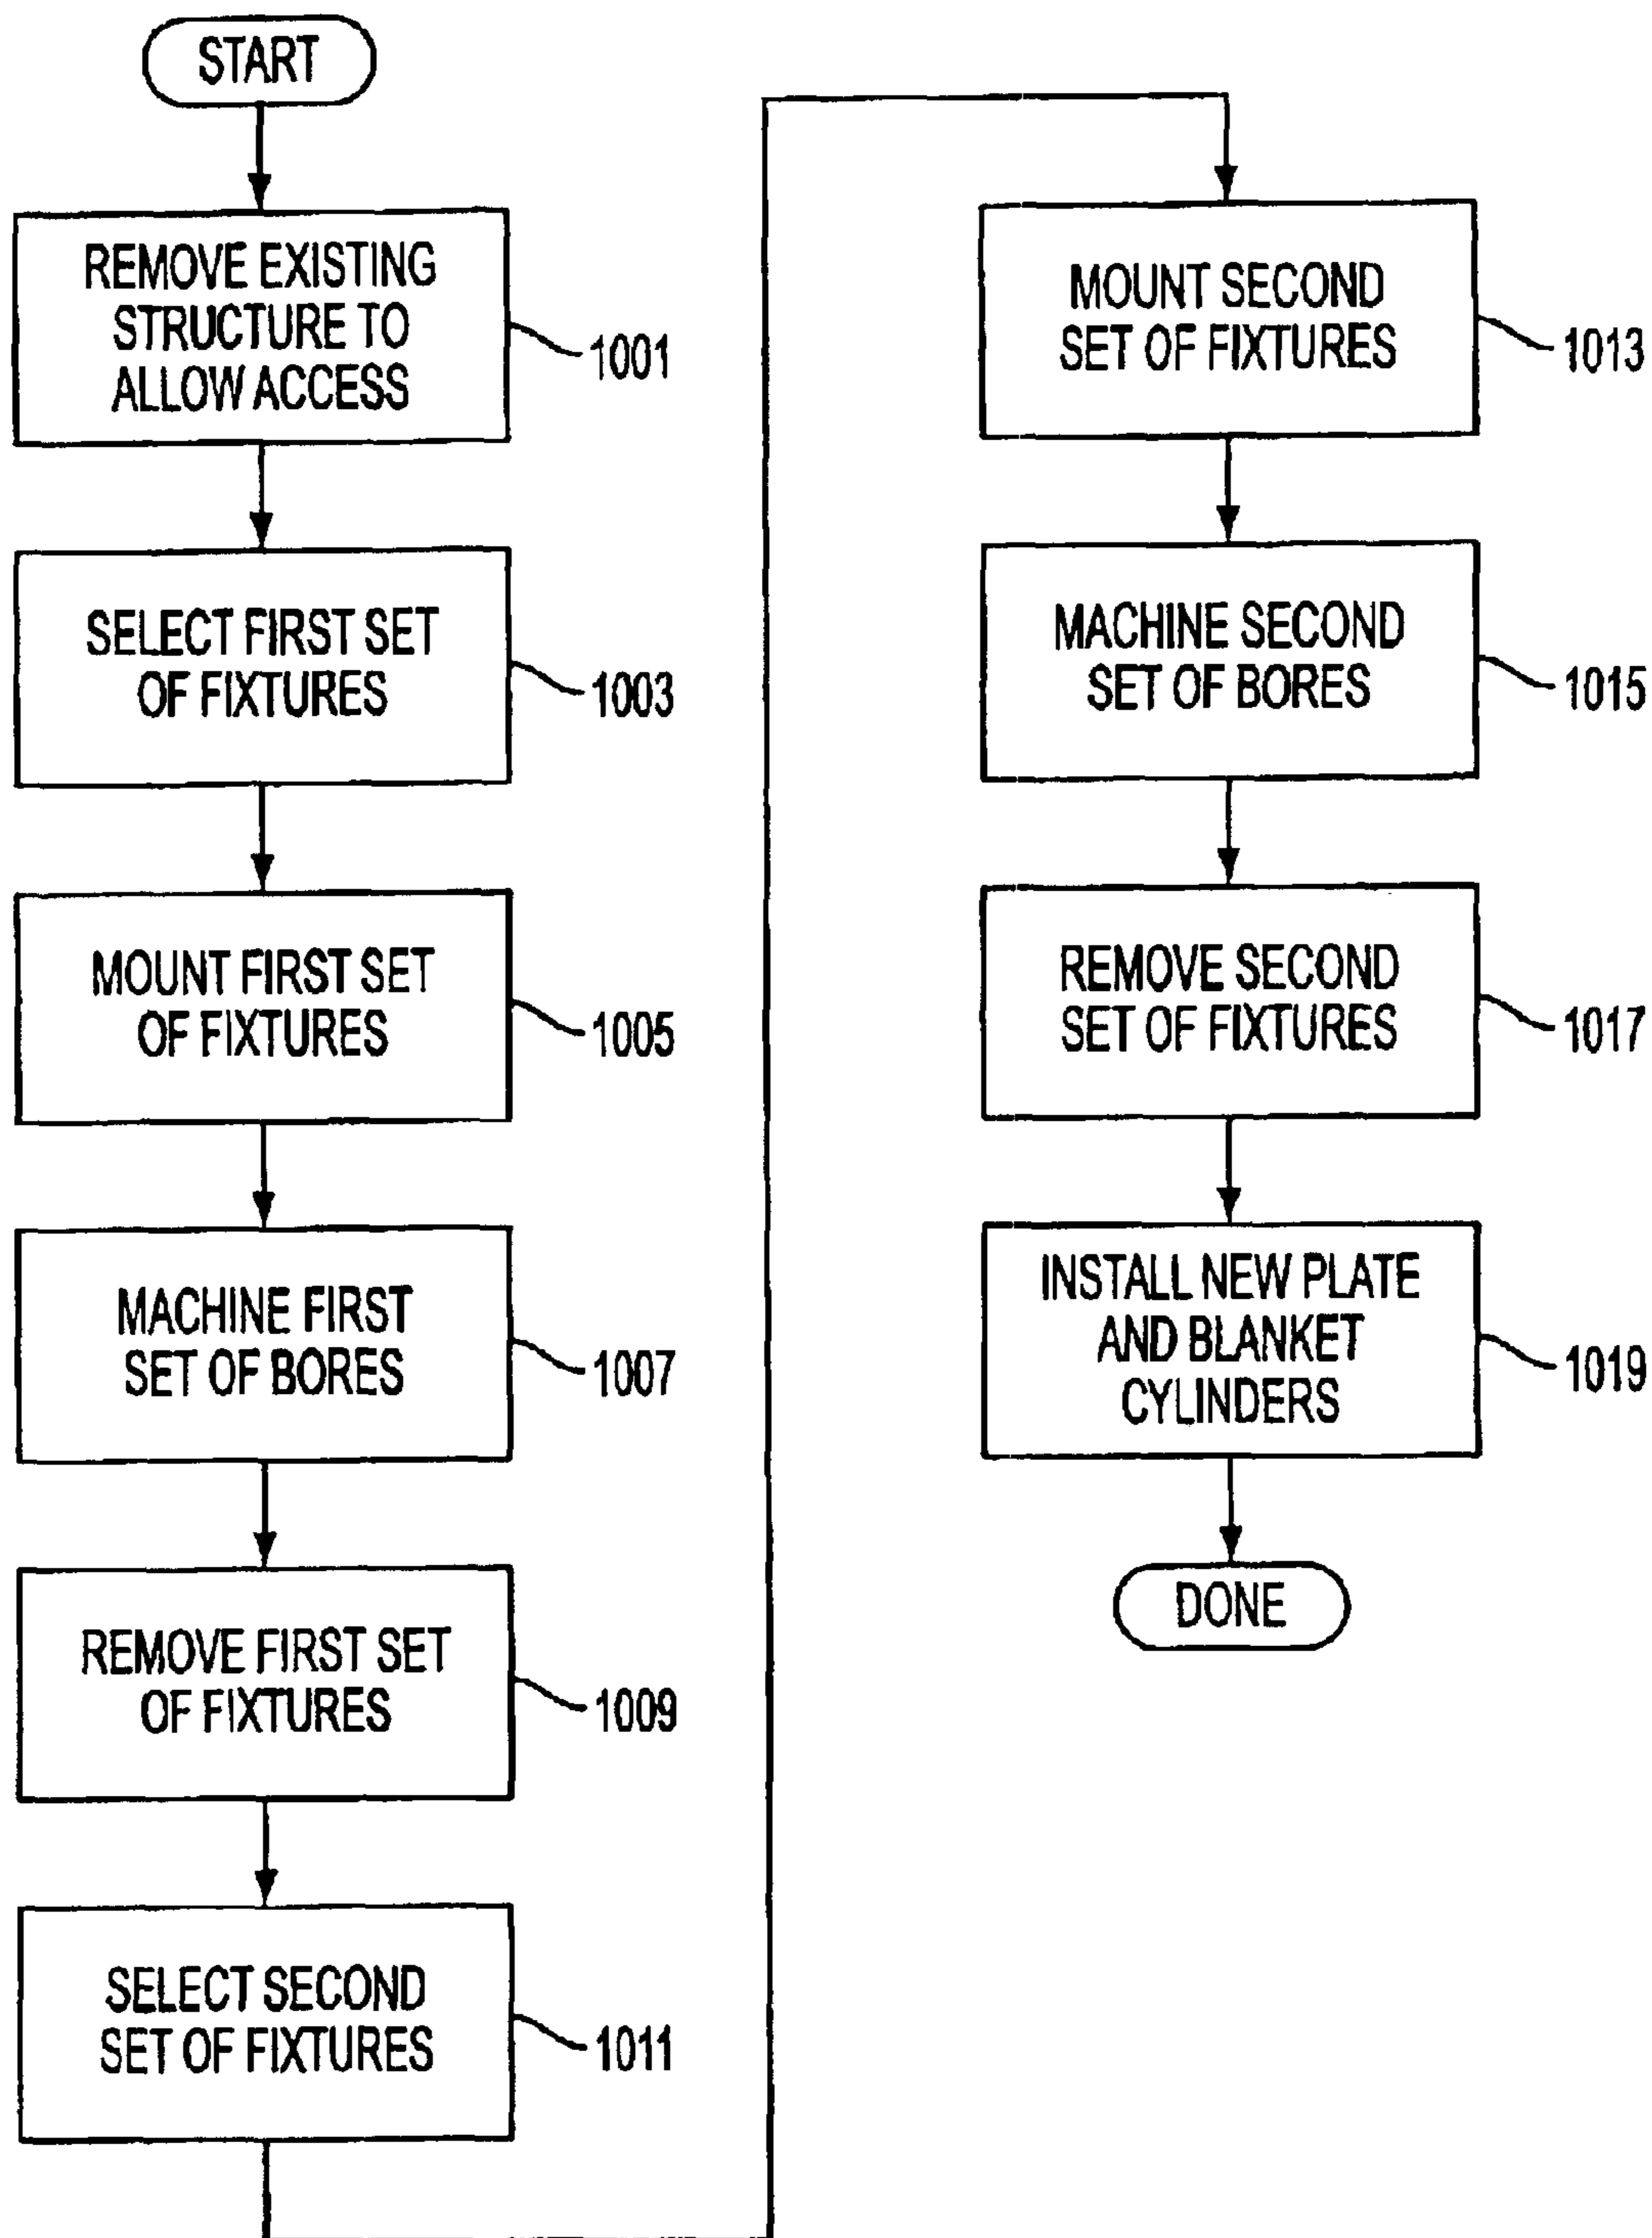 START
REMOVE EXISTING
STRUCTURE TO
ALLOW ACCESS
1001
SELECT FIRST SET
OF FIXTURES
1003
MOUNT FIRST SET
OF FIXTURES
1005
MACHINE FIRST
SET OF BORES
1007
REMOVE FIRST SET
OF FIXTURES
1009
SELECT SECOND
SET OF FIXTURES
1011
MOUNT SECOND
SET OF FIXTURES
1013
MACHINE SECOND
SET OF BORES
1015
REMOVE SECOND
SET OF FIXTURES
1017
INSTALL NEW PLATE
AND BLANKET
CYLINDERS
1019
DONE